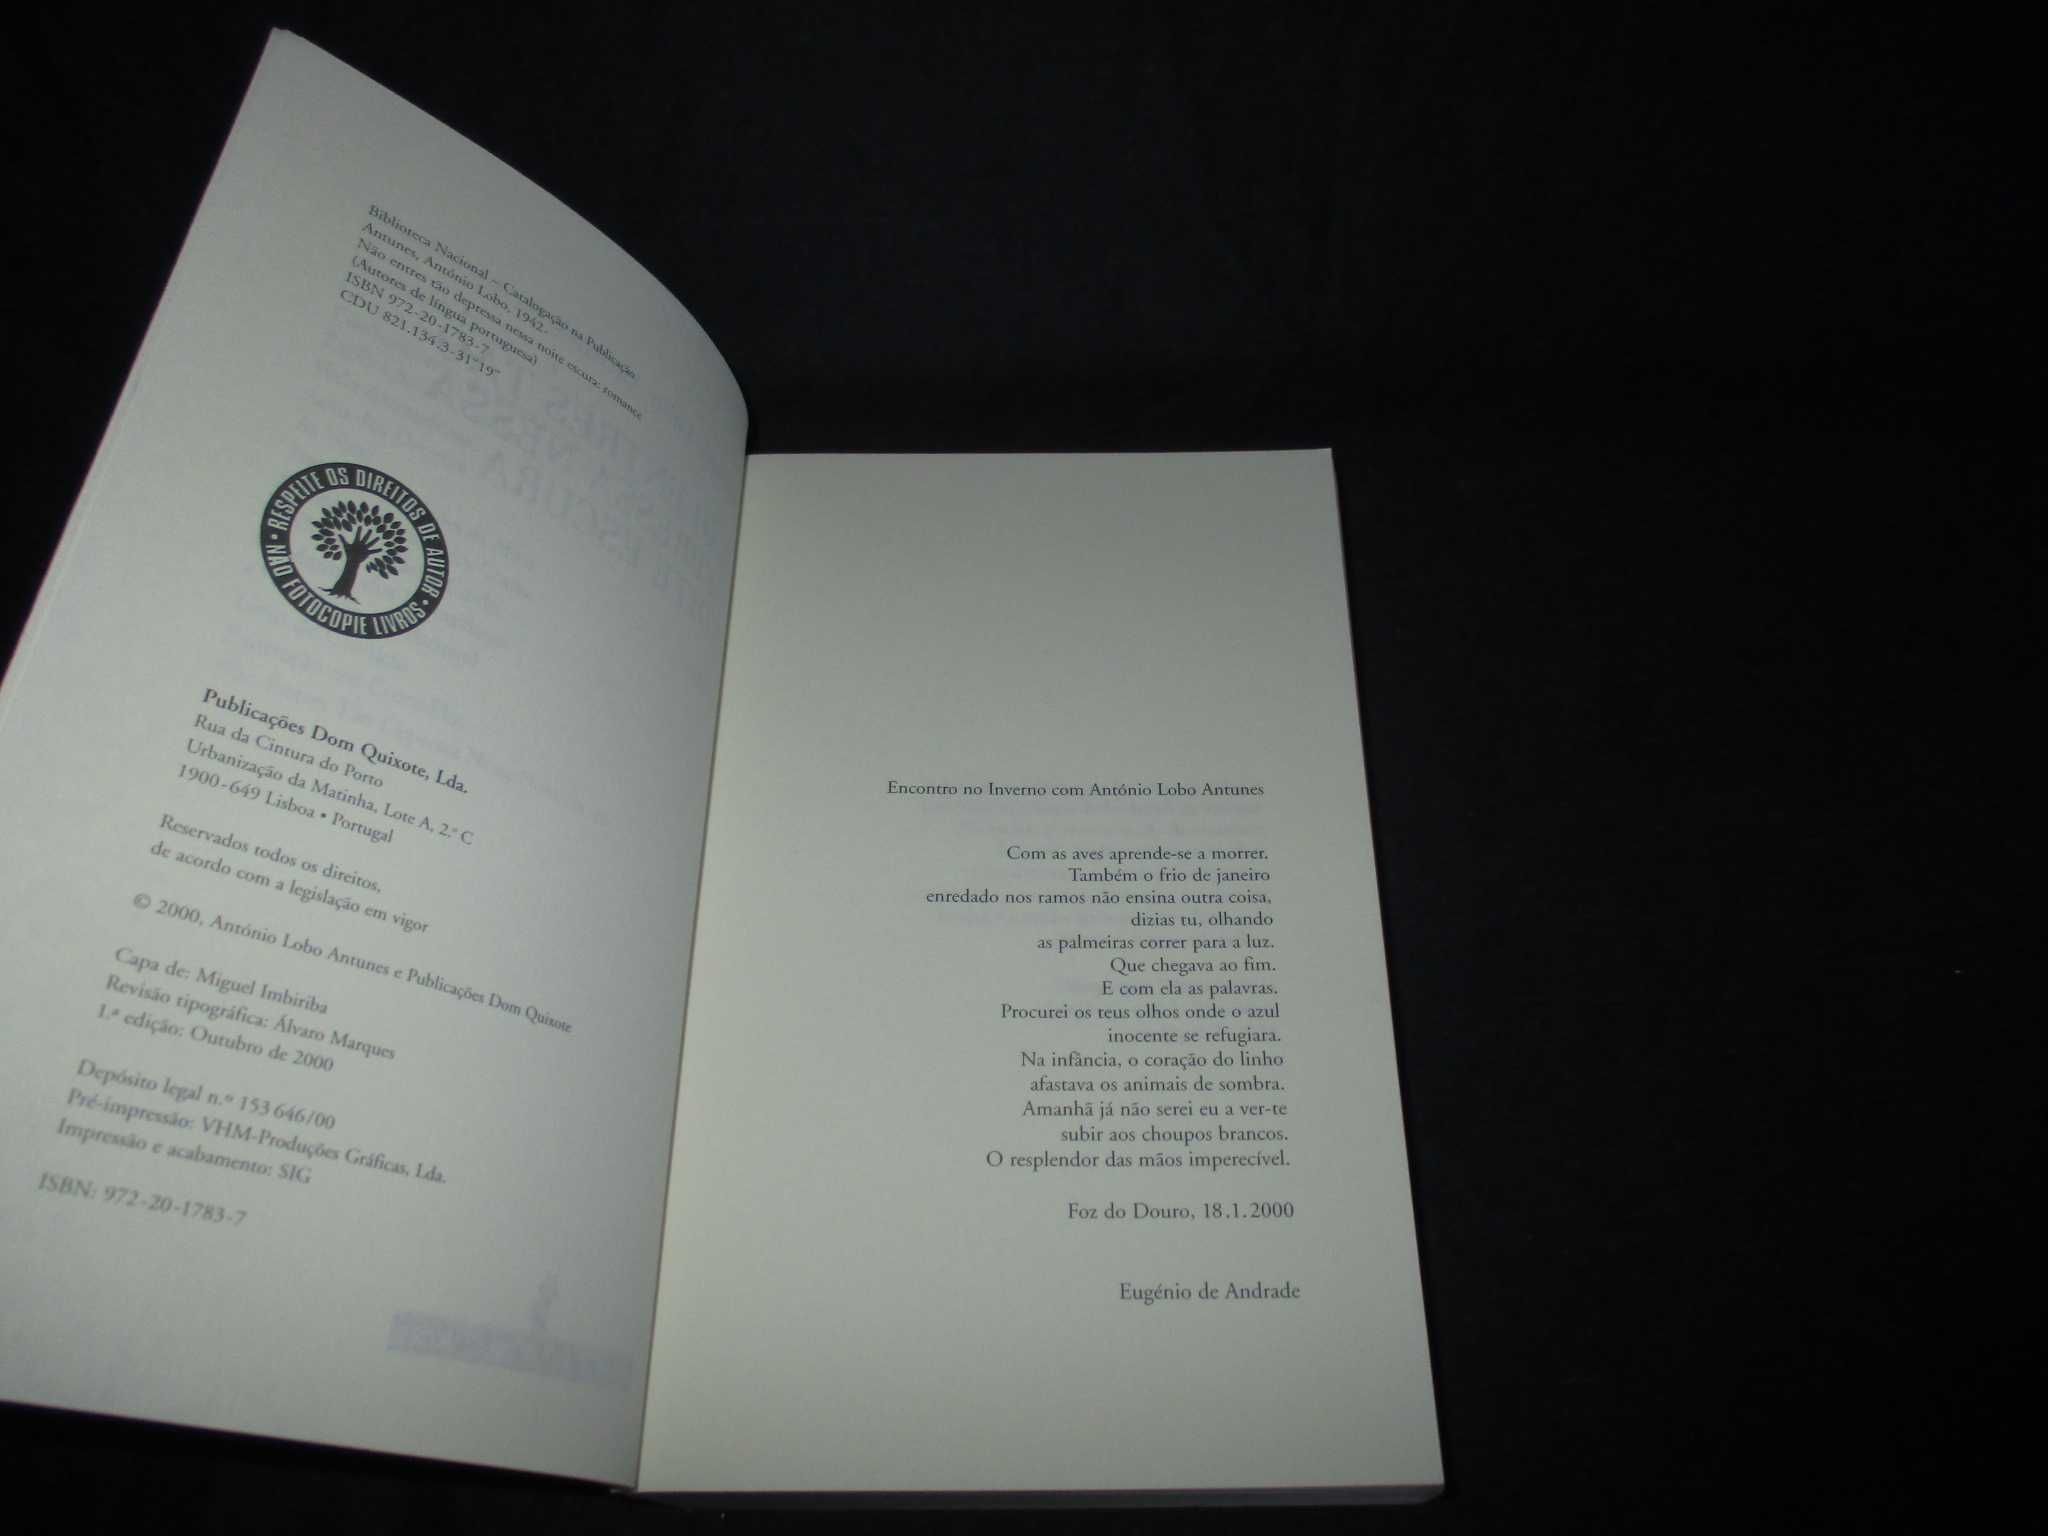 Biblioteca Nacional – Catalogação na Publicação
Antunes, António Lobo, 1942-
Não entres tão depressa nessa noite escura: romance
(Autores de língua portuguesa)
ISBN 972-20-1783-7
CDU 821.134.3-31"19"
RESPEITE OS DIREITOS DE AUTOR •
NÃO FOTOCOPIE LIVROS •
Publicações Dom Quixote, Lda.
Rua da Cintura do Porto
Urbanização da Matinha, Lote A, 2.º C
1900-649 Lisboa • Portugal
Reservados todos os direitos,
de acordo com a legislação em vigor
© 2000, António Lobo Antunes e Publicações Dom Quixote
Capa de: Miguel Imbiriba
Revisão tipográfica: Álvaro Marques
1.ª edição: Outubro de 2000
Depósito legal n.º 153 646/00
Pré-impressão: VHM-Produções Gráficas, Lda.
Impressão e acabamento: SIG
ISBN: 972-20-1783-7
Encontro no Inverno com António Lobo Antunes
Com as aves aprende-se a morrer.
Também o frio de janeiro
enredado nos ramos não ensina outra coisa,
dizias tu, olhando
as palmeiras correr para a luz.
Que chegava ao fim.
E com ela as palavras.
Procurei os teus olhos onde o azul
inocente se refugiara.
Na infância, o coração do linho
afastava os animais de sombra.
Amanhã já não serei eu a ver-te
subir aos choupos brancos.
O resplendor das mãos imperecível.
Foz do Douro, 18.1.2000
Eugénio de Andrade